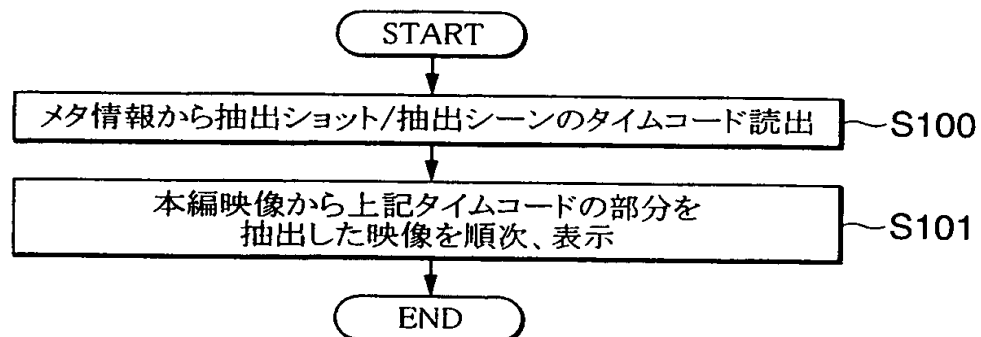 START
メタ情報から抽出ショット/抽出シーンのタイムコード読出
S100
本編映像から上記タイムコードの部分を
抽出した映像を順次、表示
S101
END